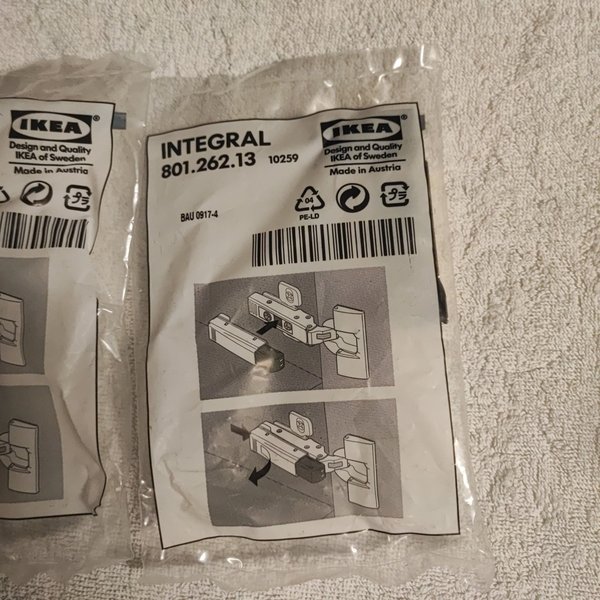 IKEA®
Design and Quality
IKEA of Sweden
Made in Austria
INTEGRAL
801.262.13 10259
IKEA®
Design and Quality
IKEA of Sweden
Made in Austria
04
PE-LD
BAU 0917-4